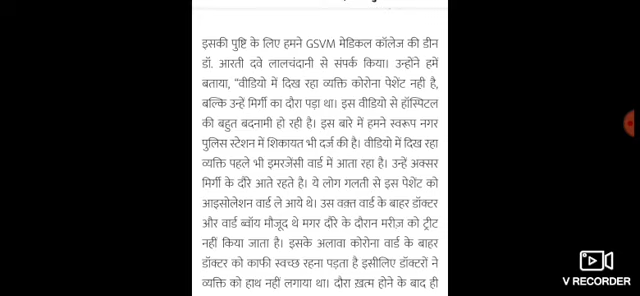 इसकी पुष्टि के लिए हमने GSVM मेडिकल कॉलेज की डीन
डॉ. आरती दवे लालचंदानी से संपर्क किया। उन्होने हमें
बताया, "वीडियो में दिख रहा व्यक्ति कोरोना पेशेंट नही है,
बल्कि उन्हें मिर्गी का दौरा पड़ा था। इस वीडियो से हॉस्पिटल
की बहुत बदनामी हो रही है। इस बारे में हमने स्वरूप नगर
पुलिस स्टेशन में शिकायत भी दर्ज की है। वीडियो में दिख रहा
व्यक्ति पहले भी इमरजेंसी वार्ड में आता रहा है। उन्हें अक्सर
मिर्गी के दौरे आते रहते है। ये लोग गलती से इस पेशेंट को
आइसोलेशन वार्ड ले आये थे। उस वक़्त वार्ड के बाहर डॉक्टर
और वार्ड ब्वॉय मौजूद थे मगर दौरे के दौरान मरीज़ को ट्रीट
नहीं किया जाता है। इसके अलावा कोरोना वार्ड के बाहर
डॉक्टर को काफी स्वच्छ रहना पड़ता है इसीलिए डॉक्टरों ने
व्यक्ति को हाथ नहीं लगाया था। दौरा ख़त्म होने के बाद ही
V RECORDER